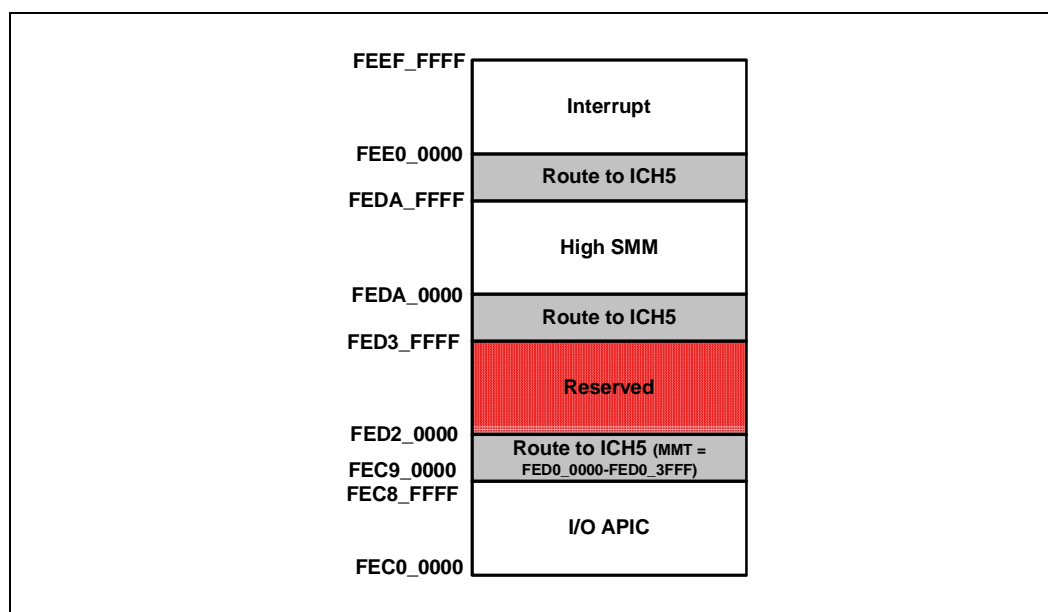 FEEF_FFFF
Interrupt
FEE0_0000
Route to ICH5
FEDA_FFFF
High SMM
FEDA_0000
Route to ICH5
FED3_FFFF
Reserved
FED2_0000
Route to ICH5 (MMT =
FED0_0000-FED0_3FFF)
FEC9_0000
FEC8_FFFF
I/O APIC
FEC0_0000